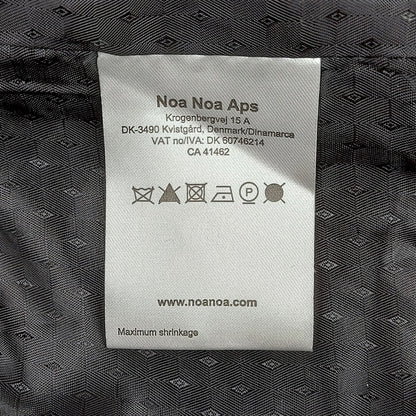 Noa Noa Aps
Krogenbergvej 15 A
DK-3490 Kvistgård, Denmark/Dinamarca
VAT no/IVA: DK 60746214
CA 41462
P
www.noanoa.com
Maximum shrinkage